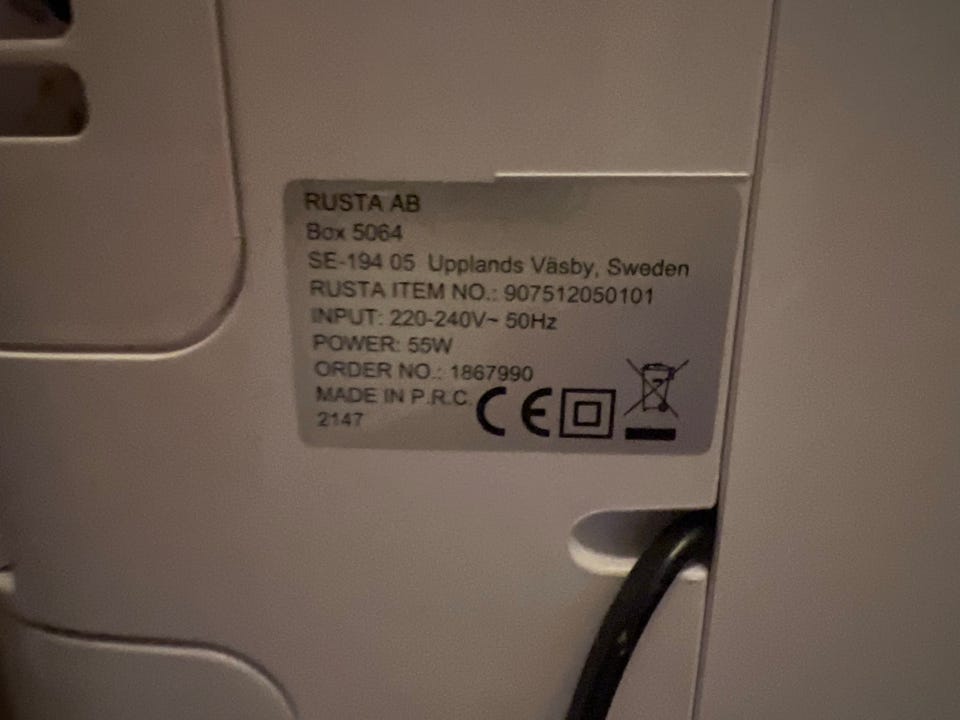 RUSTA AB
Box 5064
SE-194 05 Upplands Väsby, Sweden
RUSTA ITEM NO.: 907512050101
INPUT: 220-240V~ 50Hz
POWER: 55W
ORDER NO.: 1867990
MADE IN P.R.C.
2147
CE